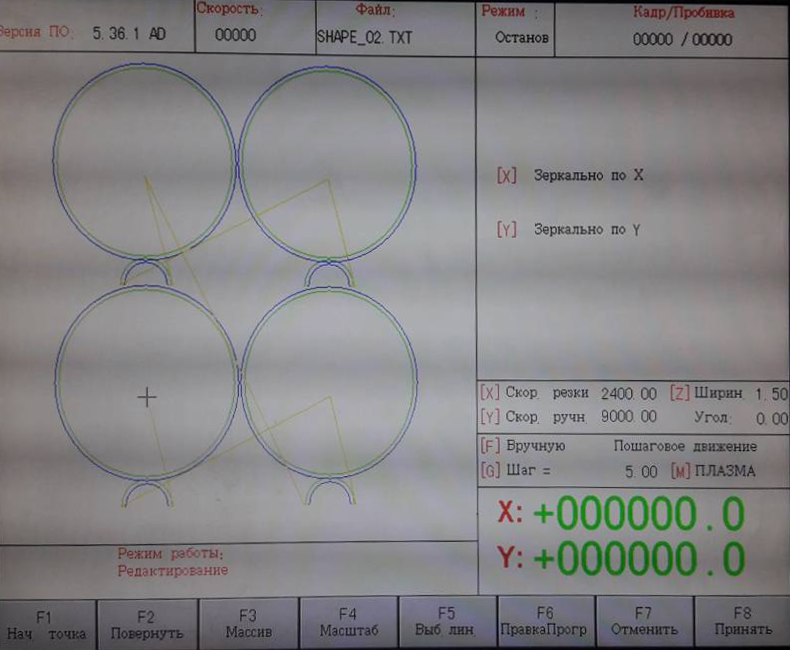 Версия ПО: 5.36.1 AD
Скорость:
00000
Файл:
SHAPE_02.TXT
Режим :
Останов
Кадр/Пробивка
00000 / 00000
[X] Зеркально по X
[Y] Зеркально по Y
[X] Скор. резки 2400.00 [Z] Ширин 1.50
[Y] Скор. ручн. 9000.00 Угол: 0.00
[F] Вручную Пошаговое движение
[G] Шаг = 5.00 [M] ПЛАЗМА
X: +000000.0
Y: +000000.0
Режим работы:
Редактирование
F1 Нач. точка
F2 Повернуть
F3 Массив
F4 Масштаб
F5 Выб лин
F6 ПравкаПрогр
F7 Отменить
F8 Принять